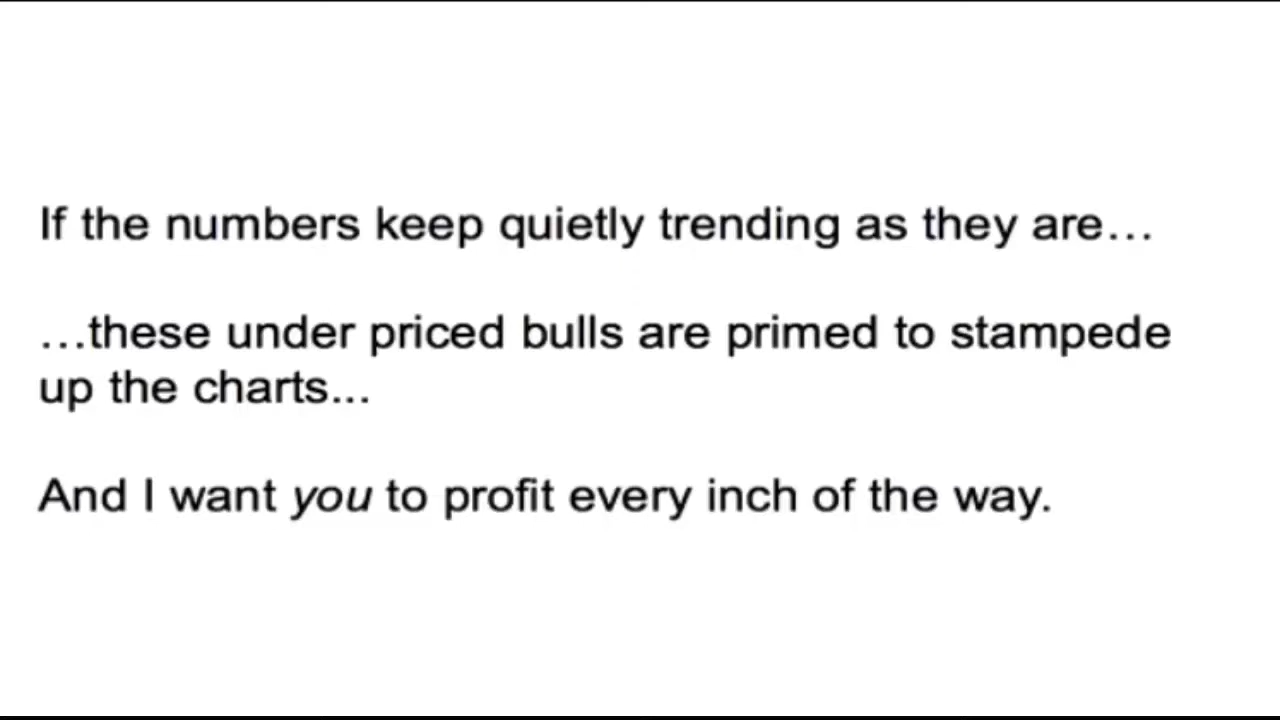 If the numbers keep quietly trending as they are…
…these under priced bulls are primed to stampede
up the charts...
And I want you to profit every inch of the way.